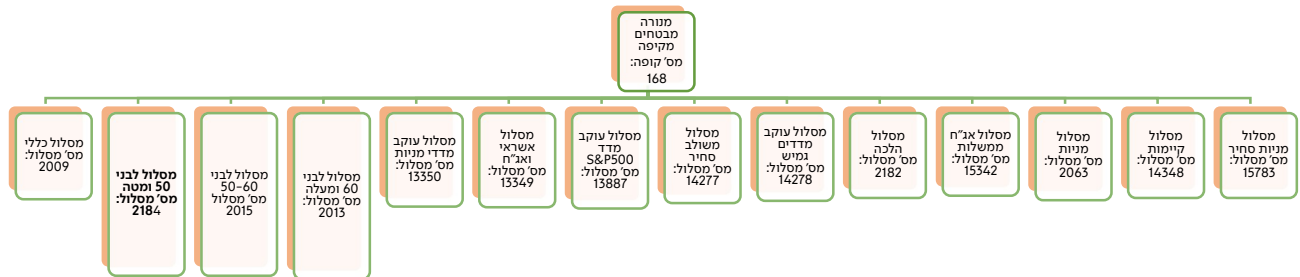 מנורה
מבטחים
מקיפה
מס' קופה:
168
מסלול
מניות סחיר
מס' מסלול:
15783
מסלול
קיימות
מס' מסלול:
14348
מסלול
מניות
מס' מסלול:
2063
מסלול אג"ח
ממשלות
מס' מסלול:
15342
מסלול
הלכה
מס' מסלול:
2182
מסלול עוקב
מדדים
גמיש
מס' מסלול:
14278
מסלול
משולב
סחיר
מס' מסלול:
14277
מסלול עוקב
מדד
S&P500
מס' מסלול:
13887
מסלול
אשראי
ואג"ח
מס' מסלול:
13349
מסלול עוקב
מדדי מניות
מס' מסלול:
13350
מסלול לבני
60 ומעלה
מס' מסלול:
2013
מסלול לבני
50-60
מס' מסלול
2015
מסלול לבני
50 ומטה
מס' מסלול:
2184
מסלול כללי
מס' מסלול:
2009